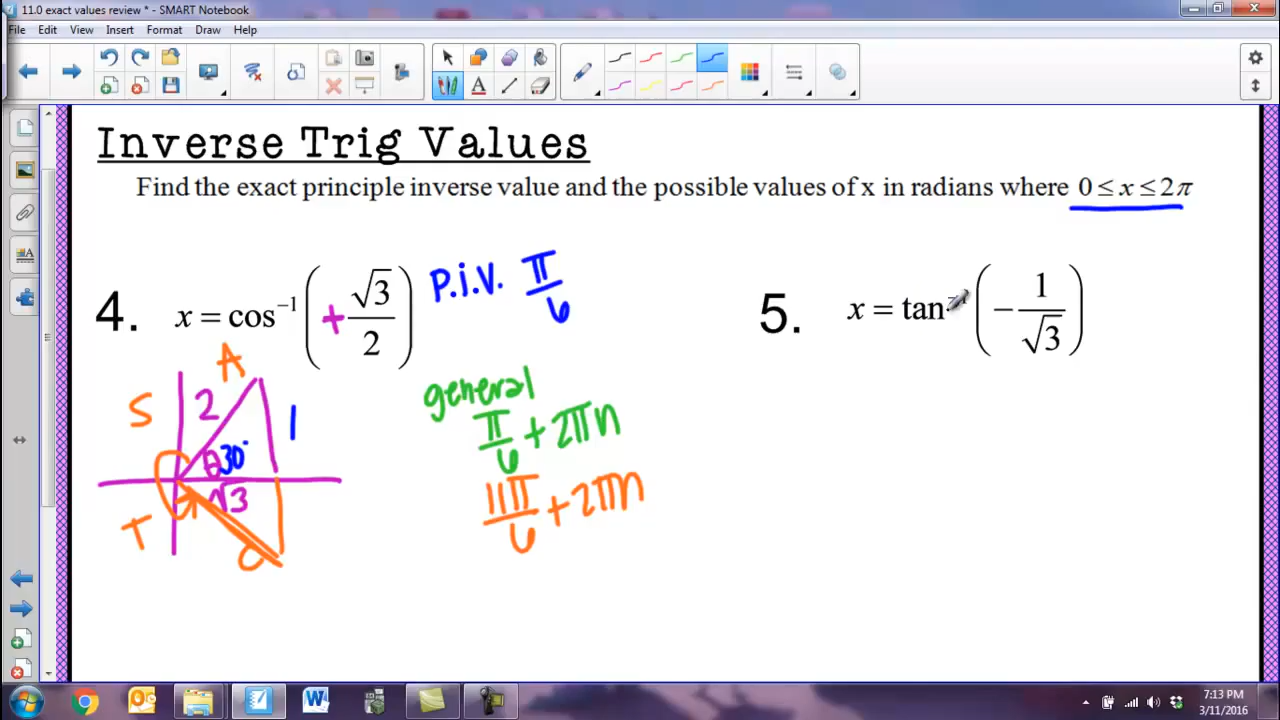 11.0 exact values review * - SMART Notebook
File Edit View Insert Format Draw Help
Inverse Trig Values
Find the exact principle inverse value and the possible values of x in radians where 0 ≤ x ≤ 2π
4. x = cos⁻¹ (+ √3/2) P.i.V. π/6
5. x = tan⁻¹ (− 1/√3)
A
S
2
1
θ 30°
√3
T
C
general
π/6 + 2πn
11π/6 + 2πn
7:13 PM
3/11/2016